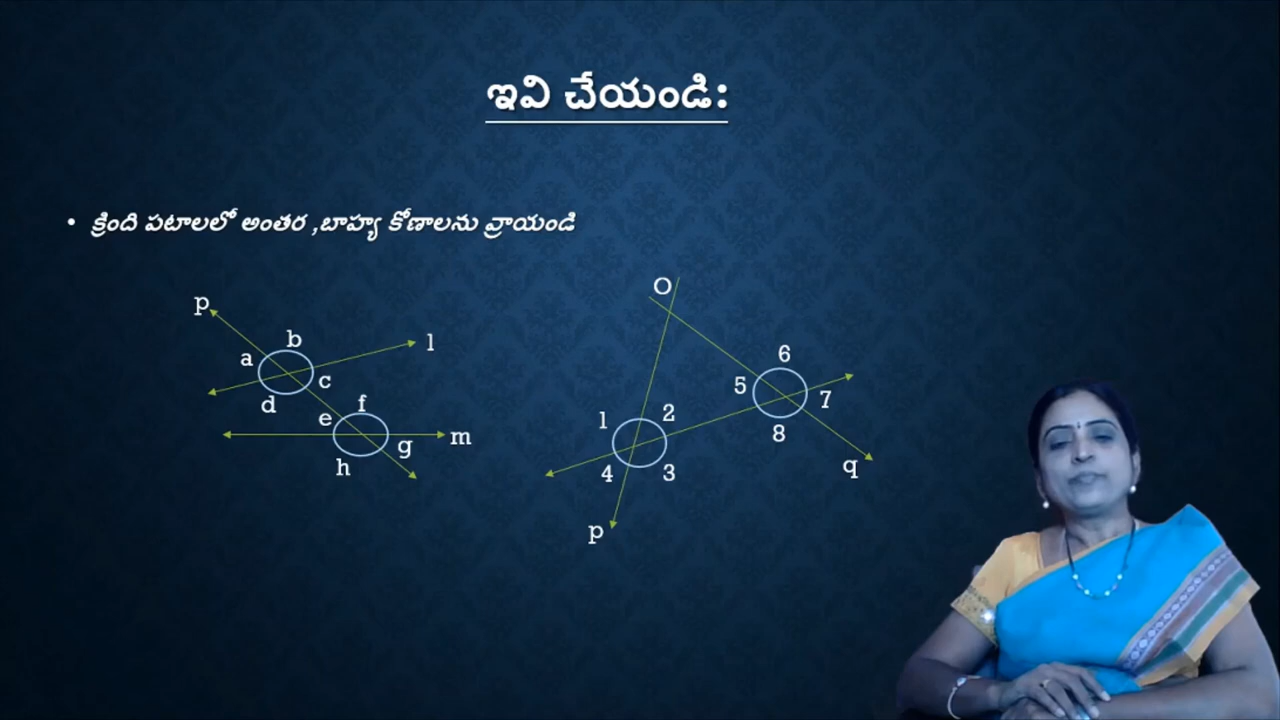 ఇవి చేయండి:
• క్రింది పటాలలో అంతర ,బాహ్య కోణాలను వ్రాయండి
p
b
l
a
c
d
e
f
g
m
h
O
6
5
7
1
2
8
4
3
q
p